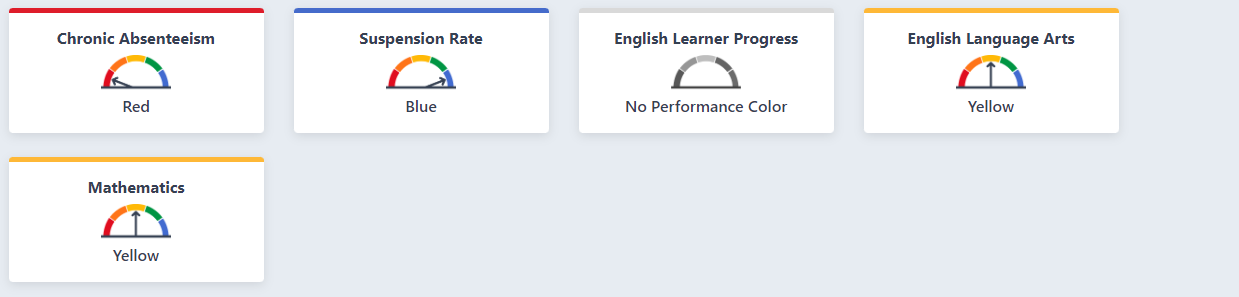 Chronic Absenteeism
Red
Suspension Rate
Blue
English Learner Progress
No Performance Color
English Language Arts
Yellow
Mathematics
Yellow